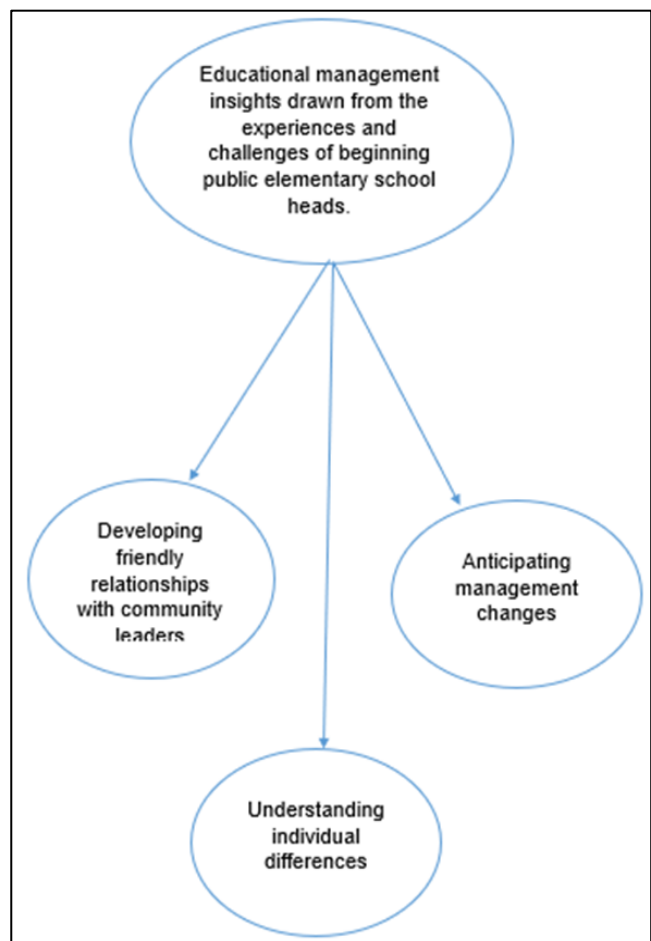 Educational management
insights drawn from the
experiences and
challenges of beginning
public elementary school
heads.
Developing
friendly
relationships
with community
leaders
Anticipating
management
changes
Understanding
individual
differences